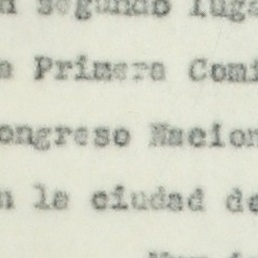 n segundo luga
a Primera Comi
ongreso Nacion
n la ciudad de